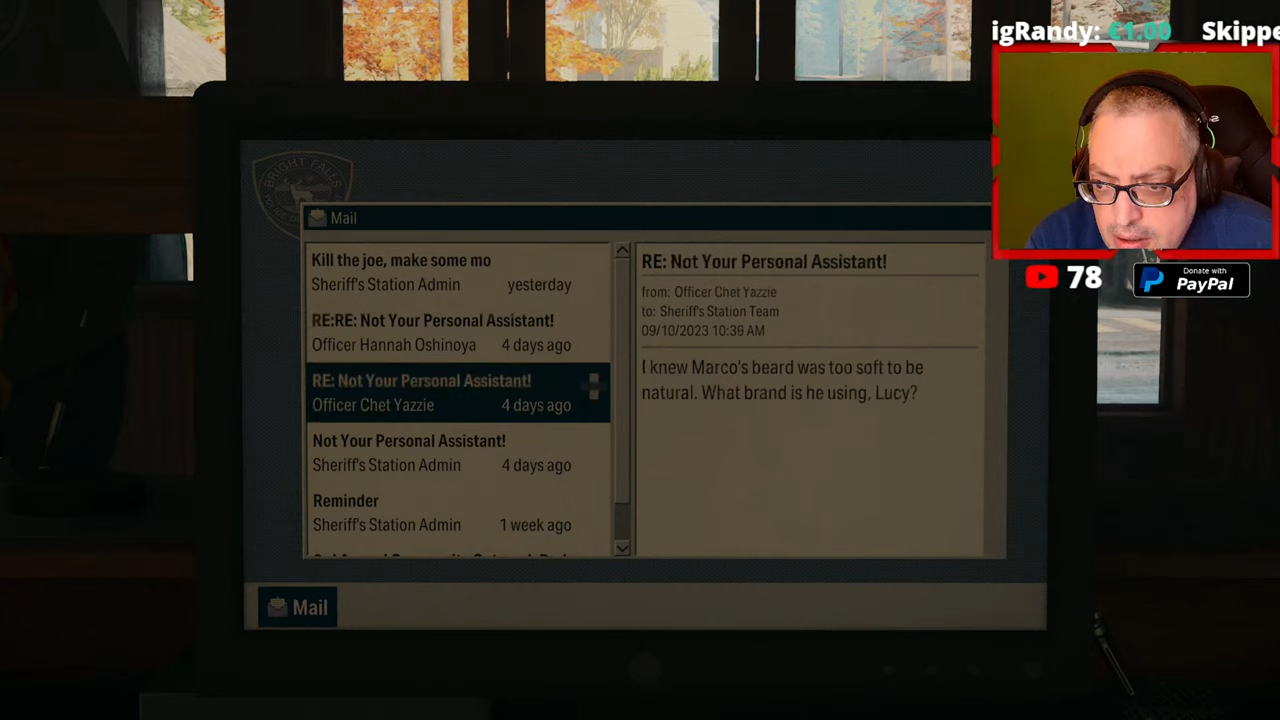 igRandy: €1.00 Skippe
78
Donate with
PayPal
BRIGHT FALLS
Mail
Kill the joe, make some mo
Sheriff's Station Admin yesterday
RE:RE: Not Your Personal Assistant!
Officer Hannah Oshinoya 4 days ago
RE: Not Your Personal Assistant!
Officer Chet Yazzie 4 days ago
Not Your Personal Assistant!
Sheriff's Station Admin 4 days ago
Reminder
Sheriff's Station Admin 1 week ago
RE: Not Your Personal Assistant!
from: Officer Chet Yazzie
to: Sheriff's Station Team
09/10/2023 10:36 AM
I knew Marco's beard was too soft to be
natural. What brand is he using, Lucy?
Mail